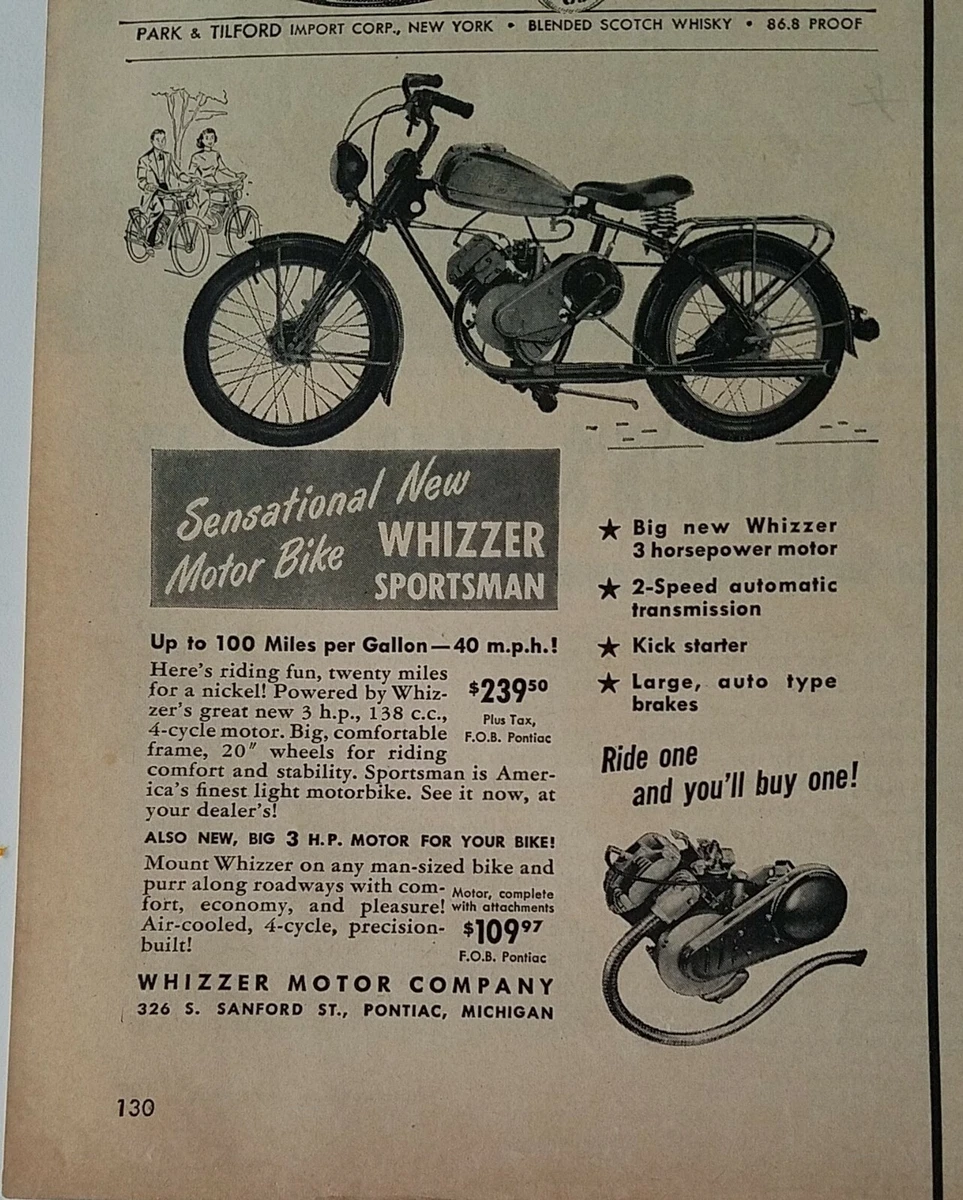 PARK & TILFORD IMPORT CORP., NEW YORK • BLENDED SCOTCH WHISKY • 86.8 PROOF
Sensational New
Motor Bike WHIZZER
SPORTSMAN
Up to 100 Miles per Gallon—40 m.p.h.!
Here's riding fun, twenty miles
for a nickel! Powered by Whiz-
zer's great new 3 h.p., 138 c.c.,
4-cycle motor. Big, comfortable
frame, 20" wheels for riding
comfort and stability. Sportsman is Amer-
ica's finest light motorbike. See it now, at
your dealer's!
$239⁵⁰
Plus Tax,
F.O.B. Pontiac
ALSO NEW, BIG 3 H.P. MOTOR FOR YOUR BIKE!
Mount Whizzer on any man-sized bike and
purr along roadways with com-
fort, economy, and pleasure!
Air-cooled, 4-cycle, precision-
built!
Motor, complete
with attachments
$109⁹⁷
F.O.B. Pontiac
WHIZZER MOTOR COMPANY
326 S. SANFORD ST., PONTIAC, MICHIGAN
★ Big new Whizzer
3 horsepower motor
★ 2-Speed automatic
transmission
★ Kick starter
★ Large, auto type
brakes
Ride one
and you'll buy one!
130